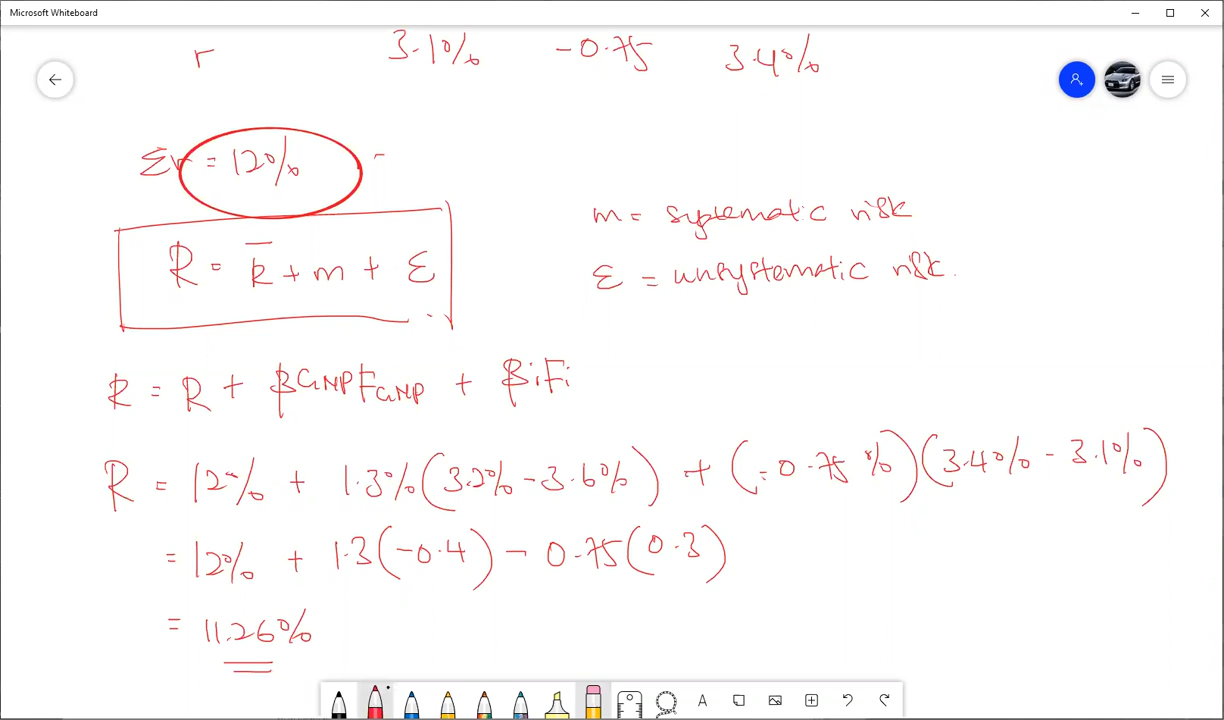 Microsoft Whiteboard
r 3.1% -0.75 3.4%
Er = 12% -
R = R̅ + m + ε
m = systematic risk
ε = unsystematic risk.
R = R + βGNPFGNP + βiFi
R = 12% + 1.3%(3.2% - 3.6%) + (-0.75%)(3.4% - 3.1%)
= 12% + 1.3(-0.4) - 0.75(0.3)
= 11.26%
A